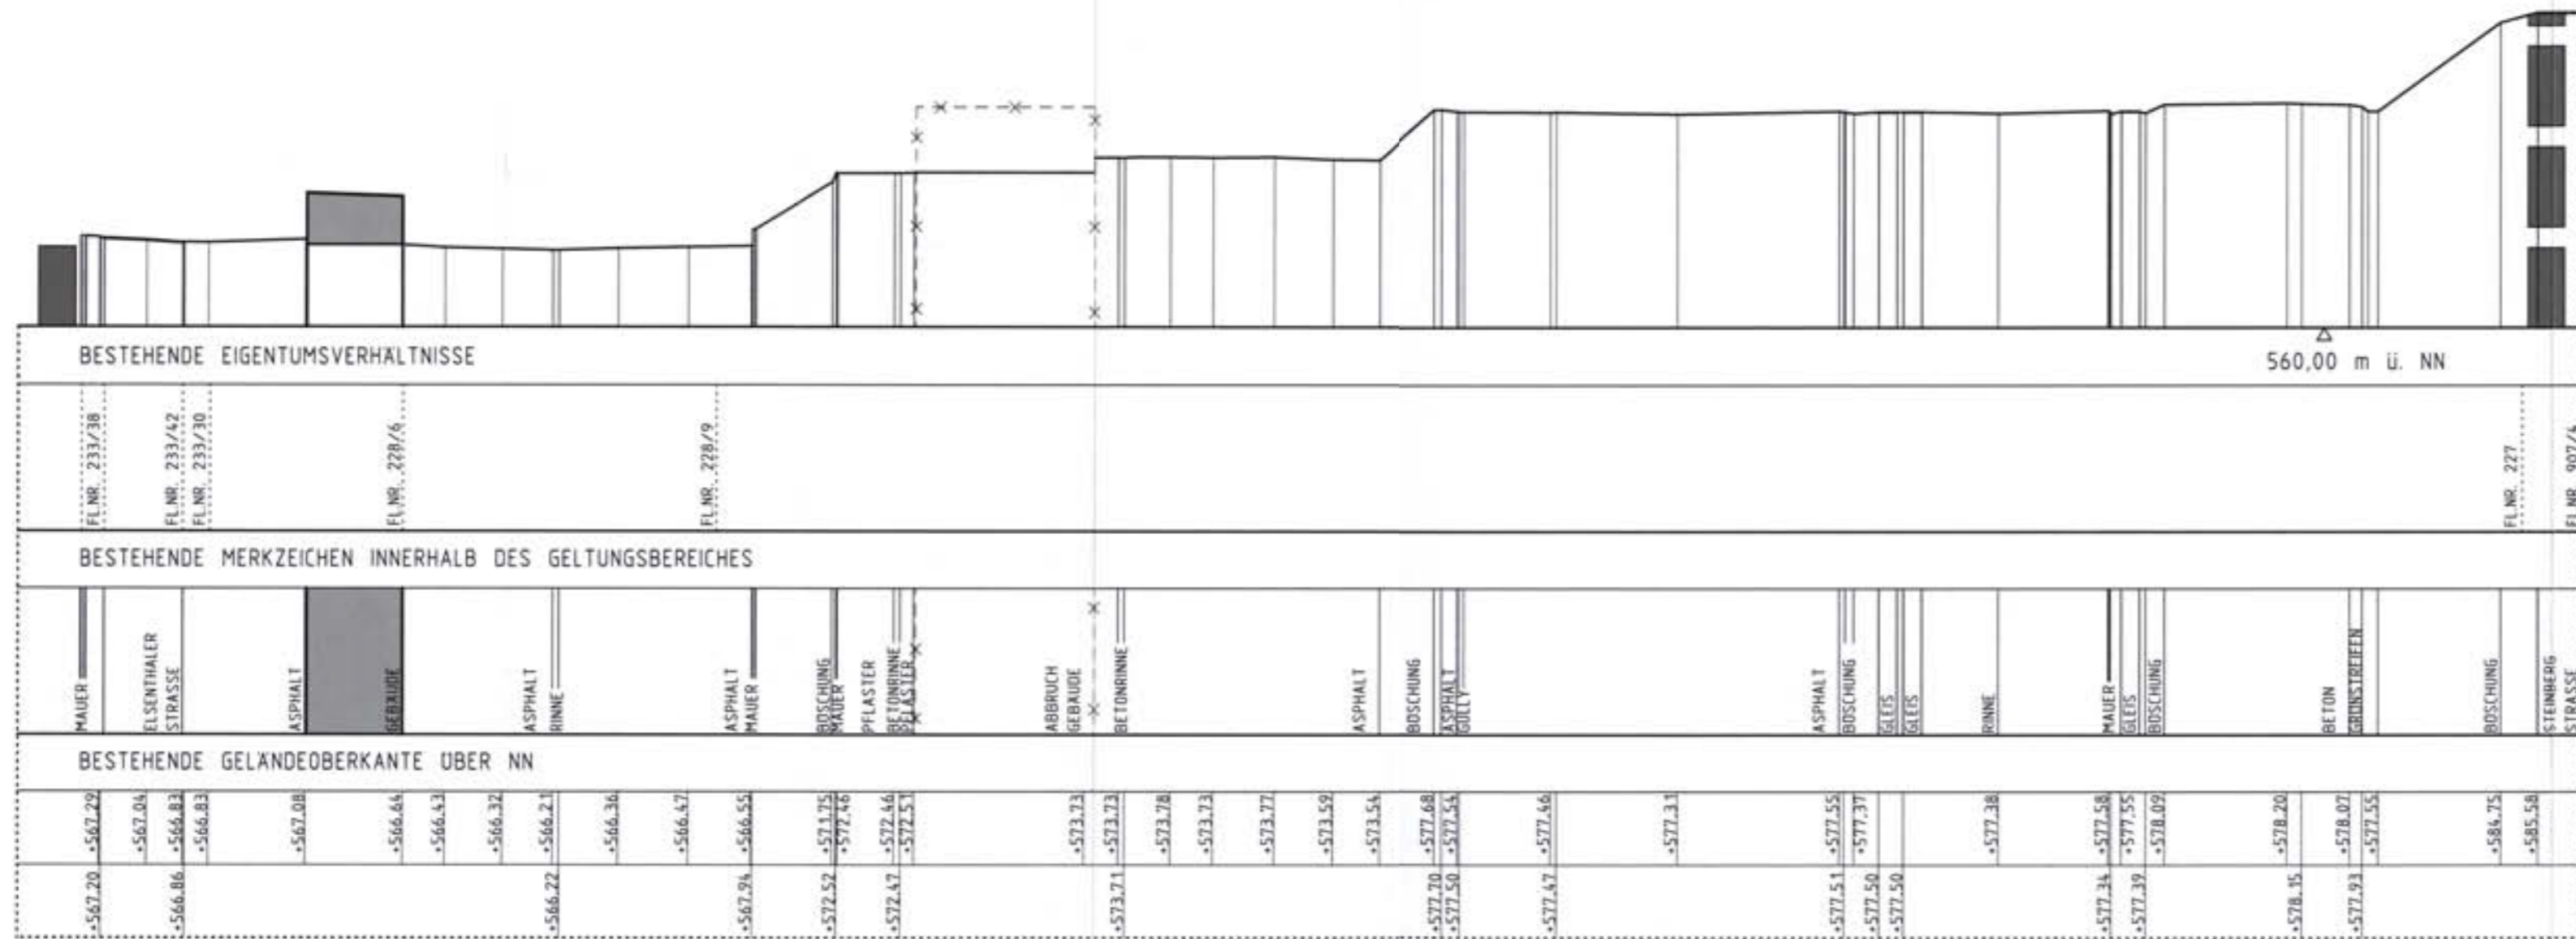 BESTEHENDE EIGENTUMSVERHÄLTNISSE
560,00 m ü. NN
FL.NR. 233/38
FL.NR. 233/42
FL.NR. 233/30
FL.NR. 228/6
FL.NR. 228/9
FL.NR. 227
FL.NR. 907/4
BESTEHENDE MERKZEICHEN INNERHALB DES GELTUNGSBEREICHES
MAUER
ELSENTHALER
STRASSE
ASPHALT
GEBÄUDE
ASPHALT
RINNE
ASPHALT
MAUER
BÖSCHUNG
MAUER
PFLASTER
BETONRINNE
PFLASTER
ABBRUCH
GEBÄUDE
BETONRINNE
ASPHALT
BÖSCHUNG
ASPHALT
GULLY
ASPHALT
BÖSCHUNG
GLEIS
GLEIS
RINNE
MAUER
GLEIS
BÖSCHUNG
BETON
GRÜNSTREIFEN
BÖSCHUNG
STEINBERG
STRASSE
BESTEHENDE GELÄNDEOBERKANTE ÜBER NN
+567.29
+567.04
+566.83
+566.83
+567.08
+566.64
+566.43
+566.32
+566.21
+566.36
+566.47
+566.55
+571.75
+572.46
+572.46
+572.51
+573.73
+573.73
+573.78
+573.73
+573.77
+573.59
+573.54
+577.68
+577.54
+577.46
+577.31
+577.55
+577.37
+577.38
+577.58
+577.55
+578.09
+578.20
+578.07
+577.55
+584.75
+585.58
+567.20
+566.86
+566.22
+567.94
+572.52
+572.47
+573.71
+577.70
+577.50
+577.47
+577.51
+577.50
+577.50
+577.34
+577.39
+578.15
+577.93